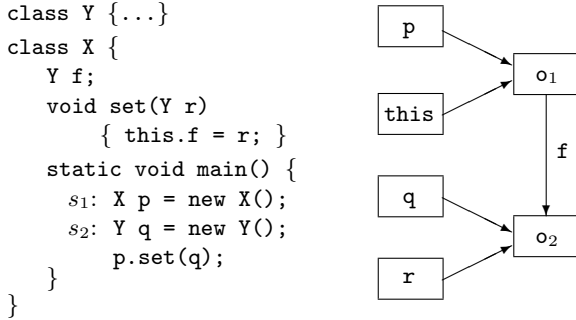 class Y {...}
class X {
Y f;
void set(Y r)
{ this.f = r; }
static void main() {
s₁: X p = new X();
s₂: Y q = new Y();
p.set(q);
}
}
p
o₁
this
f
q
o₂
r